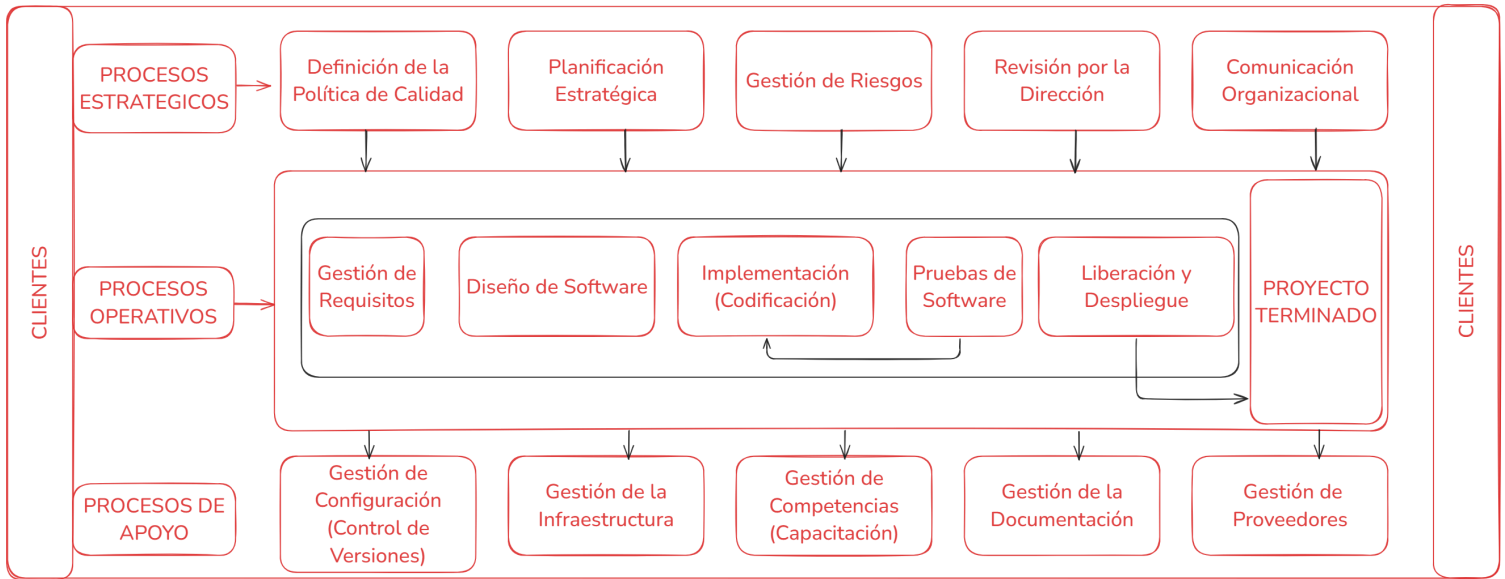 CLIENTES
PROCESOS
ESTRATEGICOS
Definición de la
Política de Calidad
Planificación
Estratégica
Gestión de Riesgos
Revisión por la
Dirección
Comunicación
Organizacional
PROCESOS
OPERATIVOS
Gestión de
Requisitos
Diseño de Software
Implementación
(Codificación)
Pruebas de
Software
Liberación y
Despliegue
PROYECTO
TERMINADO
PROCESOS DE
APOYO
Gestión de
Configuración
(Control de
Versiones)
Gestión de la
Infraestructura
Gestión de
Competencias
(Capacitación)
Gestión de la
Documentación
Gestión de
Proveedores
CLIENTES